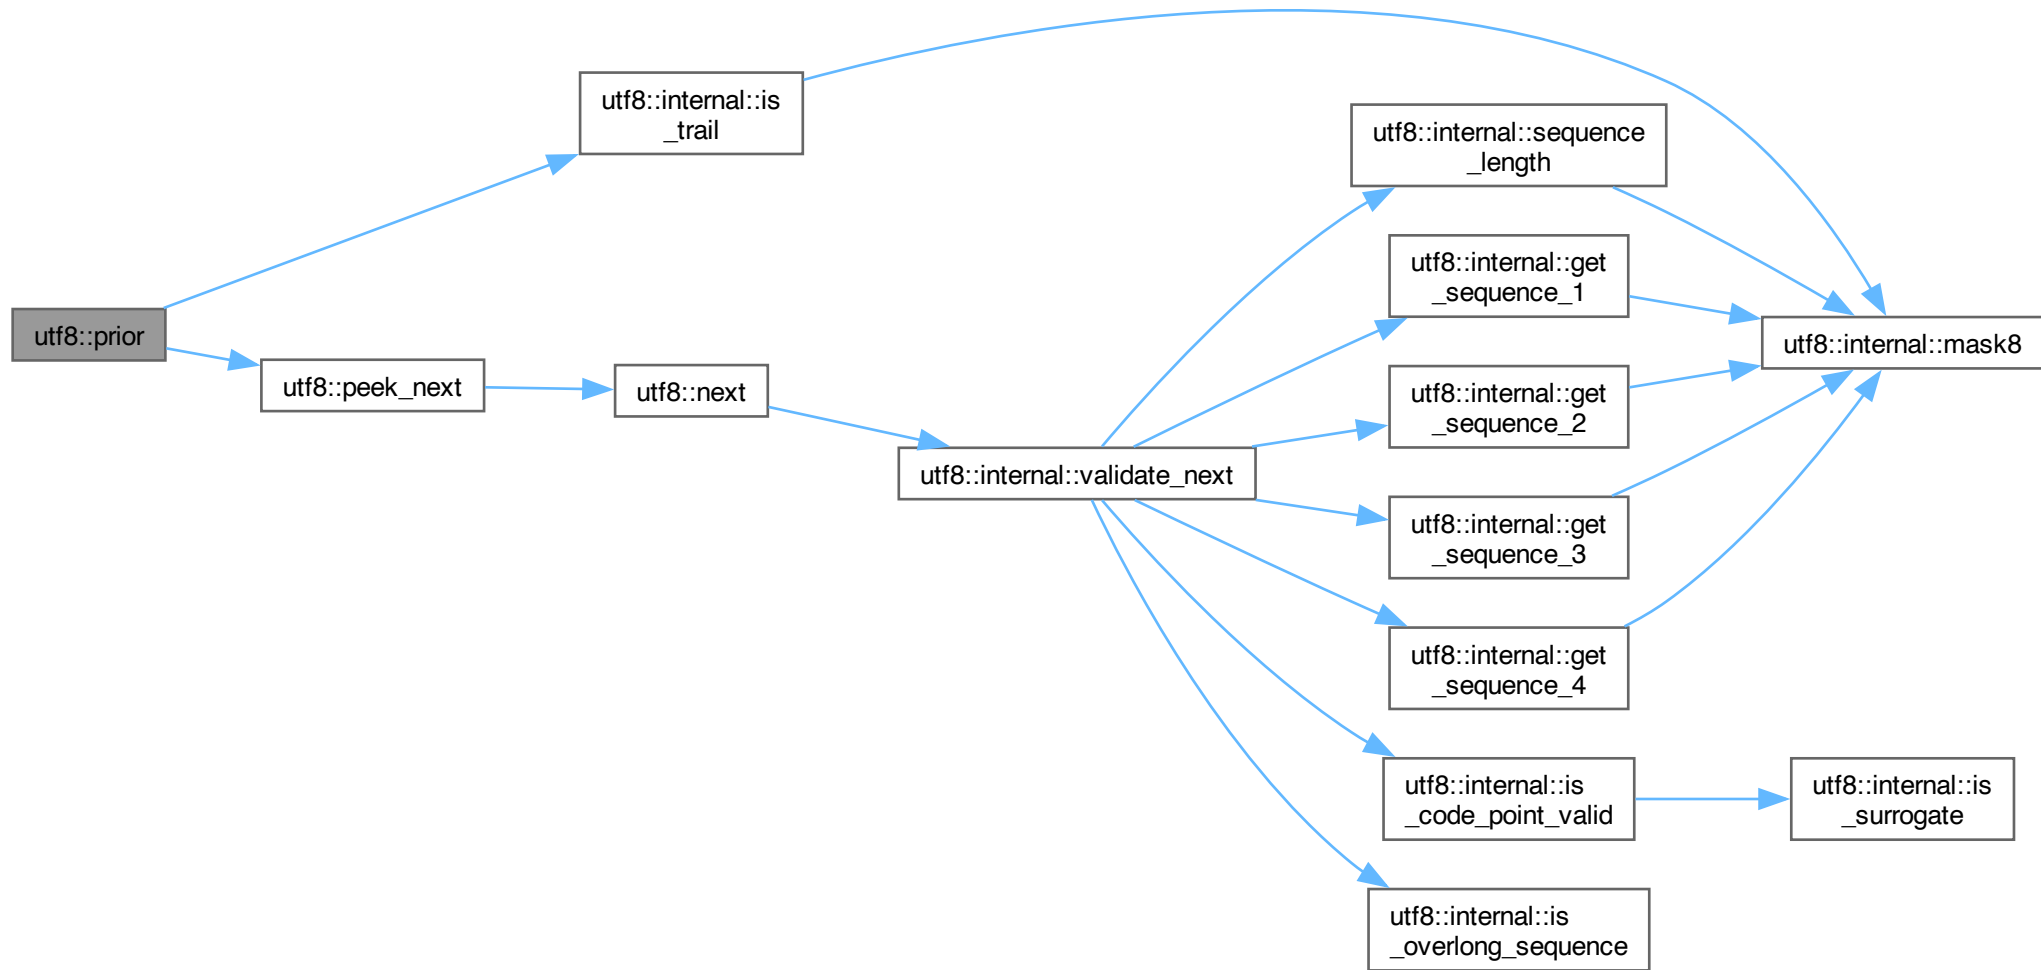 utf8::prior
utf8::internal::is
_trail
utf8::peek_next
utf8::next
utf8::internal::validate_next
utf8::internal::sequence
_length
utf8::internal::get
_sequence_1
utf8::internal::get
_sequence_2
utf8::internal::get
_sequence_3
utf8::internal::get
_sequence_4
utf8::internal::is
_code_point_valid
utf8::internal::is
_overlong_sequence
utf8::internal::mask8
utf8::internal::is
_surrogate